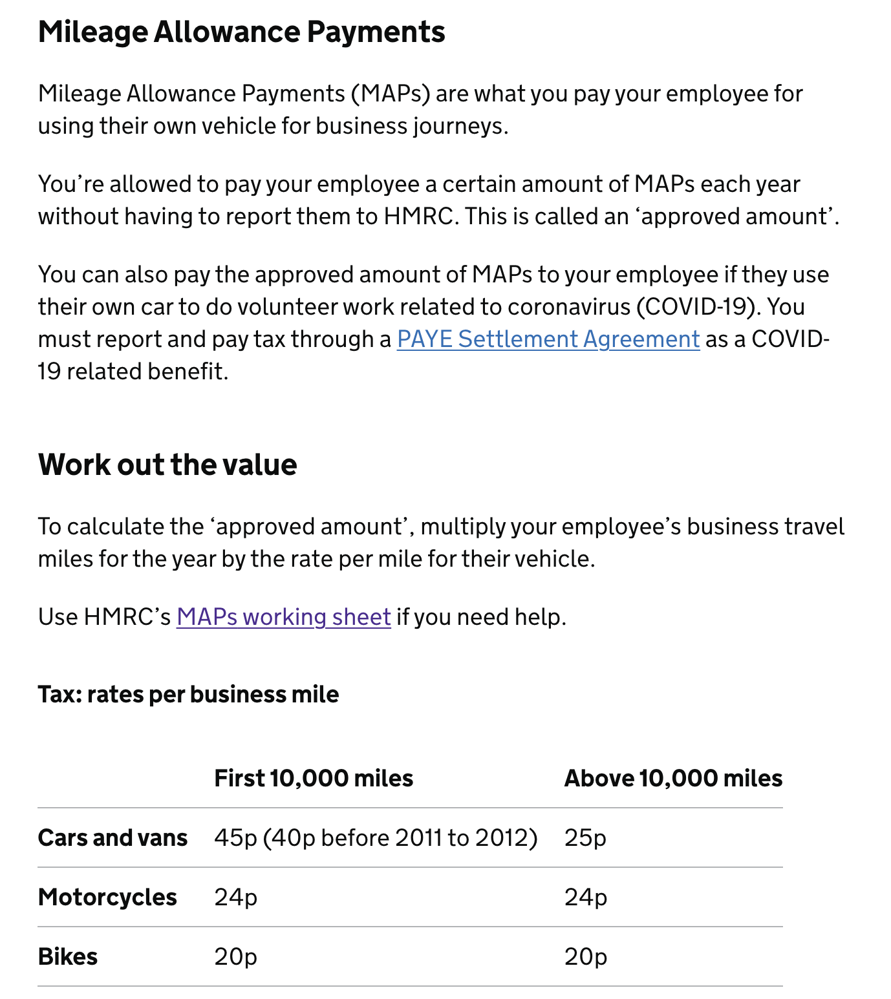 Mileage Allowance Payments
Mileage Allowance Payments (MAPs) are what you pay your employee for
using their own vehicle for business journeys.
You’re allowed to pay your employee a certain amount of MAPs each year
without having to report them to HMRC. This is called an ‘approved amount’.
You can also pay the approved amount of MAPs to your employee if they use
their own car to do volunteer work related to coronavirus (COVID-19). You
must report and pay tax through a PAYE Settlement Agreement as a COVID-
19 related benefit.
Work out the value
To calculate the ‘approved amount’, multiply your employee’s business travel
miles for the year by the rate per mile for their vehicle.
Use HMRC’s MAPs working sheet if you need help.
Tax: rates per business mile
First 10,000 miles Above 10,000 miles
Cars and vans 45p (40p before 2011 to 2012) 25p
Motorcycles 24p 24p
Bikes 20p 20p